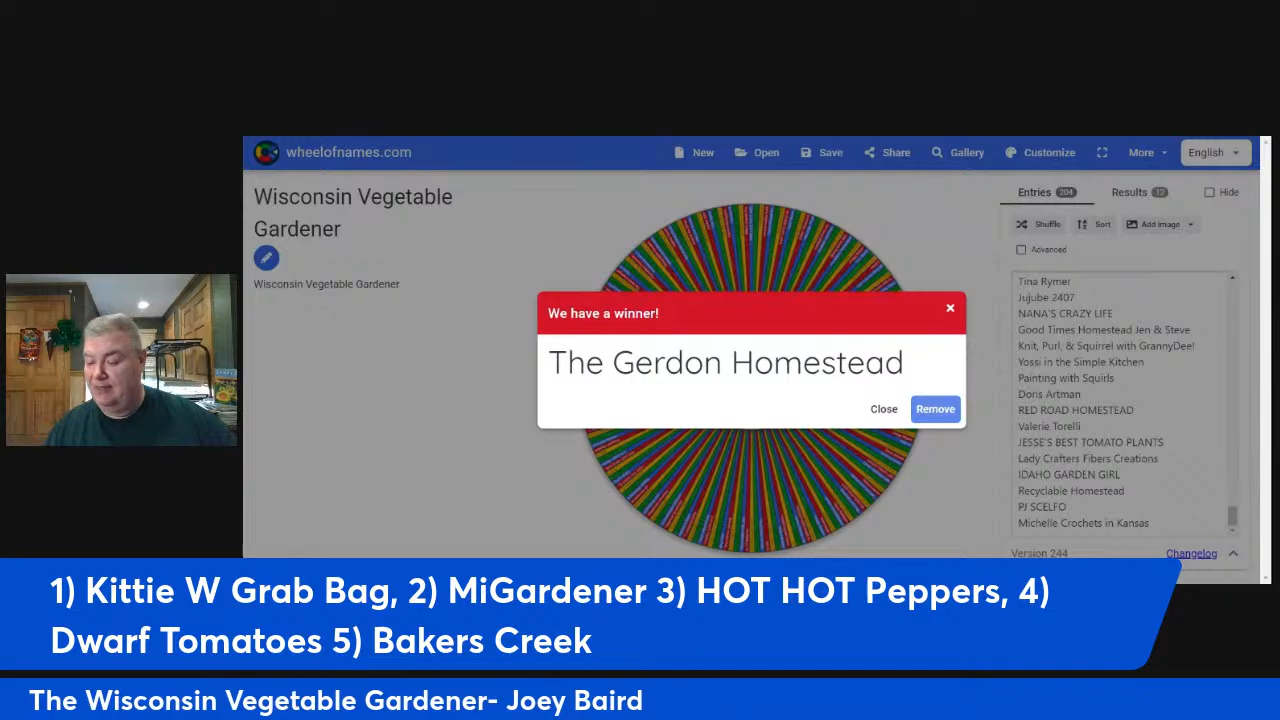 wheelofnames.com
New
Open
Save
Share
Gallery
Customize
More
English
Wisconsin Vegetable
Gardener
Wisconsin Vegetable Gardener
Entries 204
Results 12
Hide
Shuffle
Sort
Add image
Advanced
Tina Rymer
Jujube 2407
NANA'S CRAZY LIFE
Good Times Homestead Jen & Steve
Knit, Purl, & Squirrel with GrannyDee!
Yossi in the Simple Kitchen
Painting with Squirls
Doris Artman
RED ROAD HOMESTEAD
Valerie Torelli
JESSE'S BEST TOMATO PLANTS
Lady Crafters Fibers Creations
IDAHO GARDEN GIRL
Recyclable Homestead
PJ SCELFO
Michelle Crochets in Kansas
Version 244
Changelog
We have a winner!
The Gerdon Homestead
Close
Remove
1) Kittie W Grab Bag, 2) MiGardener 3) HOT HOT Peppers, 4)
Dwarf Tomatoes 5) Bakers Creek
The Wisconsin Vegetable Gardener- Joey Baird